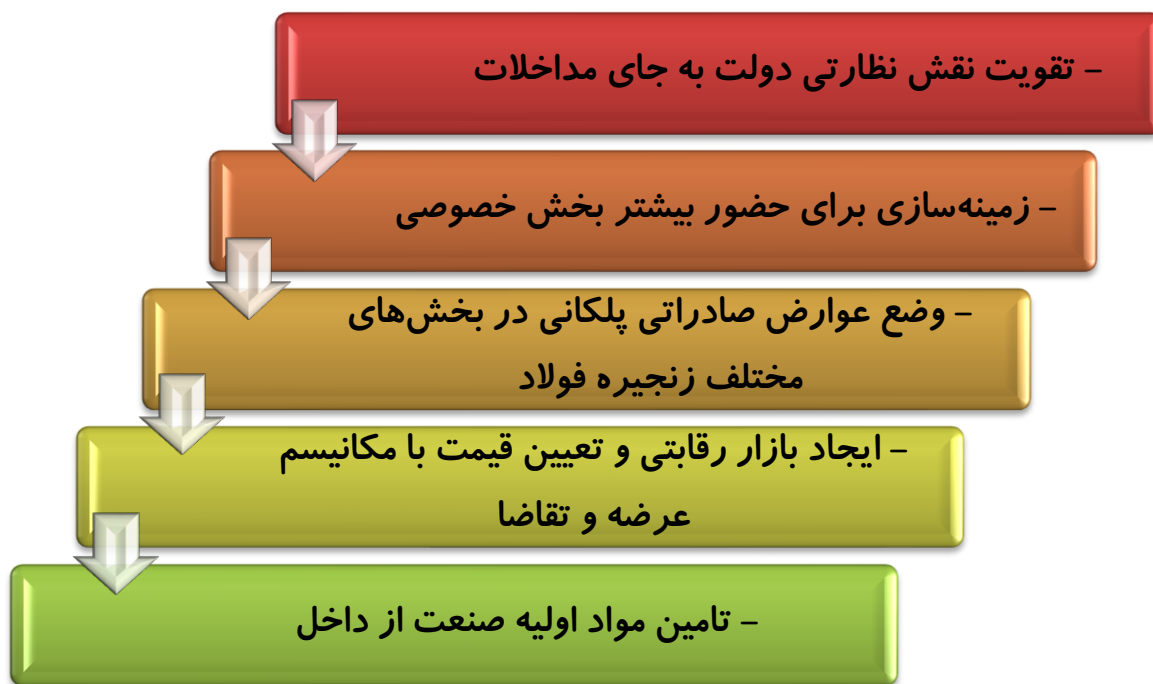 - تقویت نقش نظارتی دولت به جای مداخلات
- زمینه‌سازی برای حضور بیشتر بخش خصوصی
- وضع عوارض صادراتی پلکانی در بخش‌های
مختلف زنجیره فولاد
- ایجاد بازار رقابتی و تعیین قیمت با مکانیسم
عرضه و تقاضا
- تامین مواد اولیه صنعت از داخل